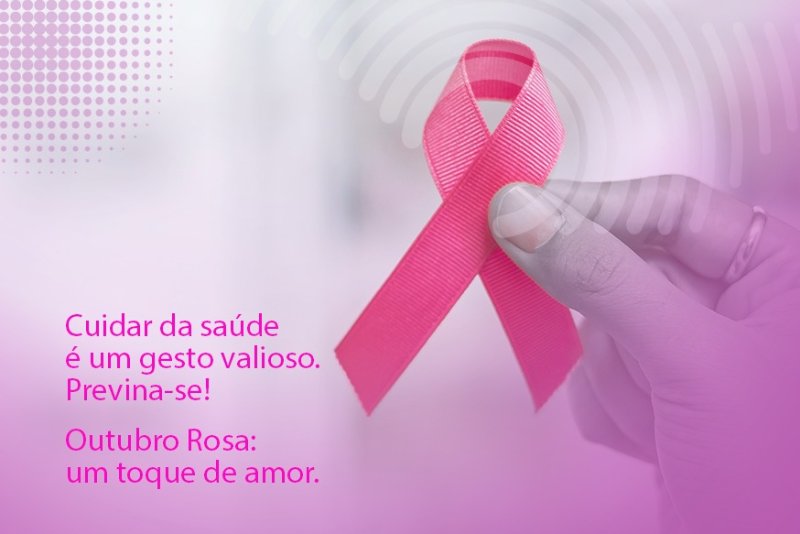 Cuidar da saúde
é um gesto valioso.
Previna-se!
Outubro Rosa:
um toque de amor.